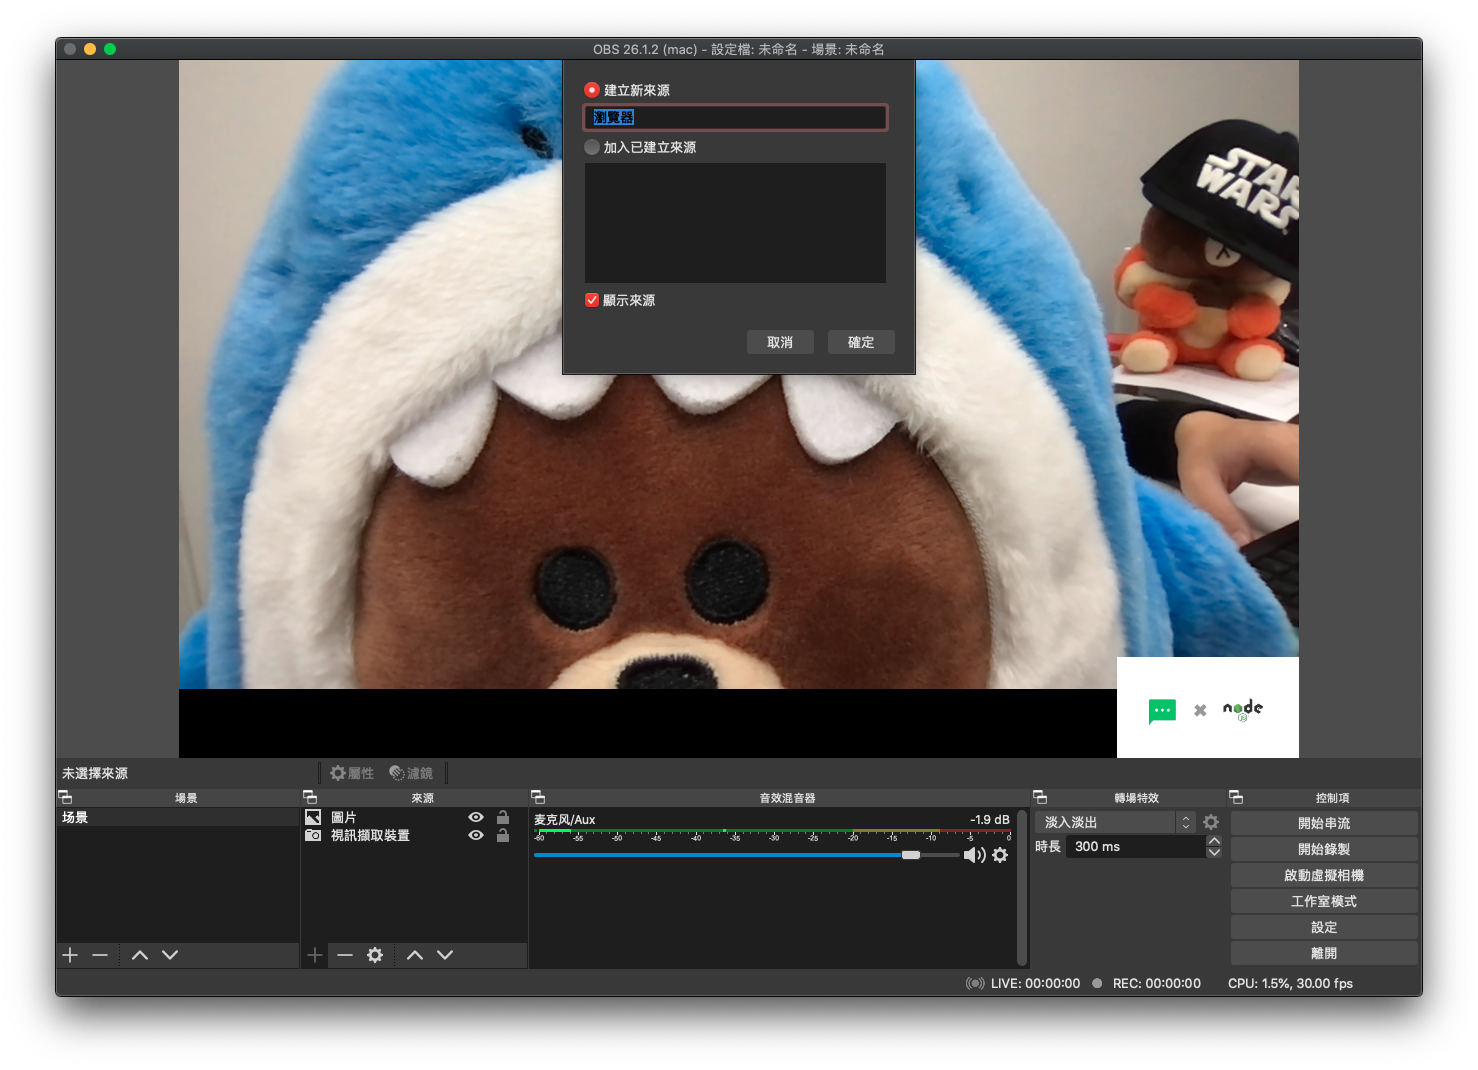 OBS 26.1.2 (mac) - 設定檔: 未命名 - 場景: 未命名
建立新來源
瀏覽器
加入已建立來源
顯示來源
取消
確定
STAR
WARS
node
JS
未選擇來源
屬性
濾鏡
場景
來源
音效混音器
轉場特效
控制項
场景
圖片
視訊擷取裝置
麦克风/Aux
-1.9 dB
-60 -55 -50 -45 -40 -35 -30 -25 -20 -15 -10 -5 0
淡入淡出
時長
300 ms
開始串流
開始錄製
啟動虛擬相機
工作室模式
設定
離開
LIVE: 00:00:00
REC: 00:00:00
CPU: 1.5%, 30.00 fps